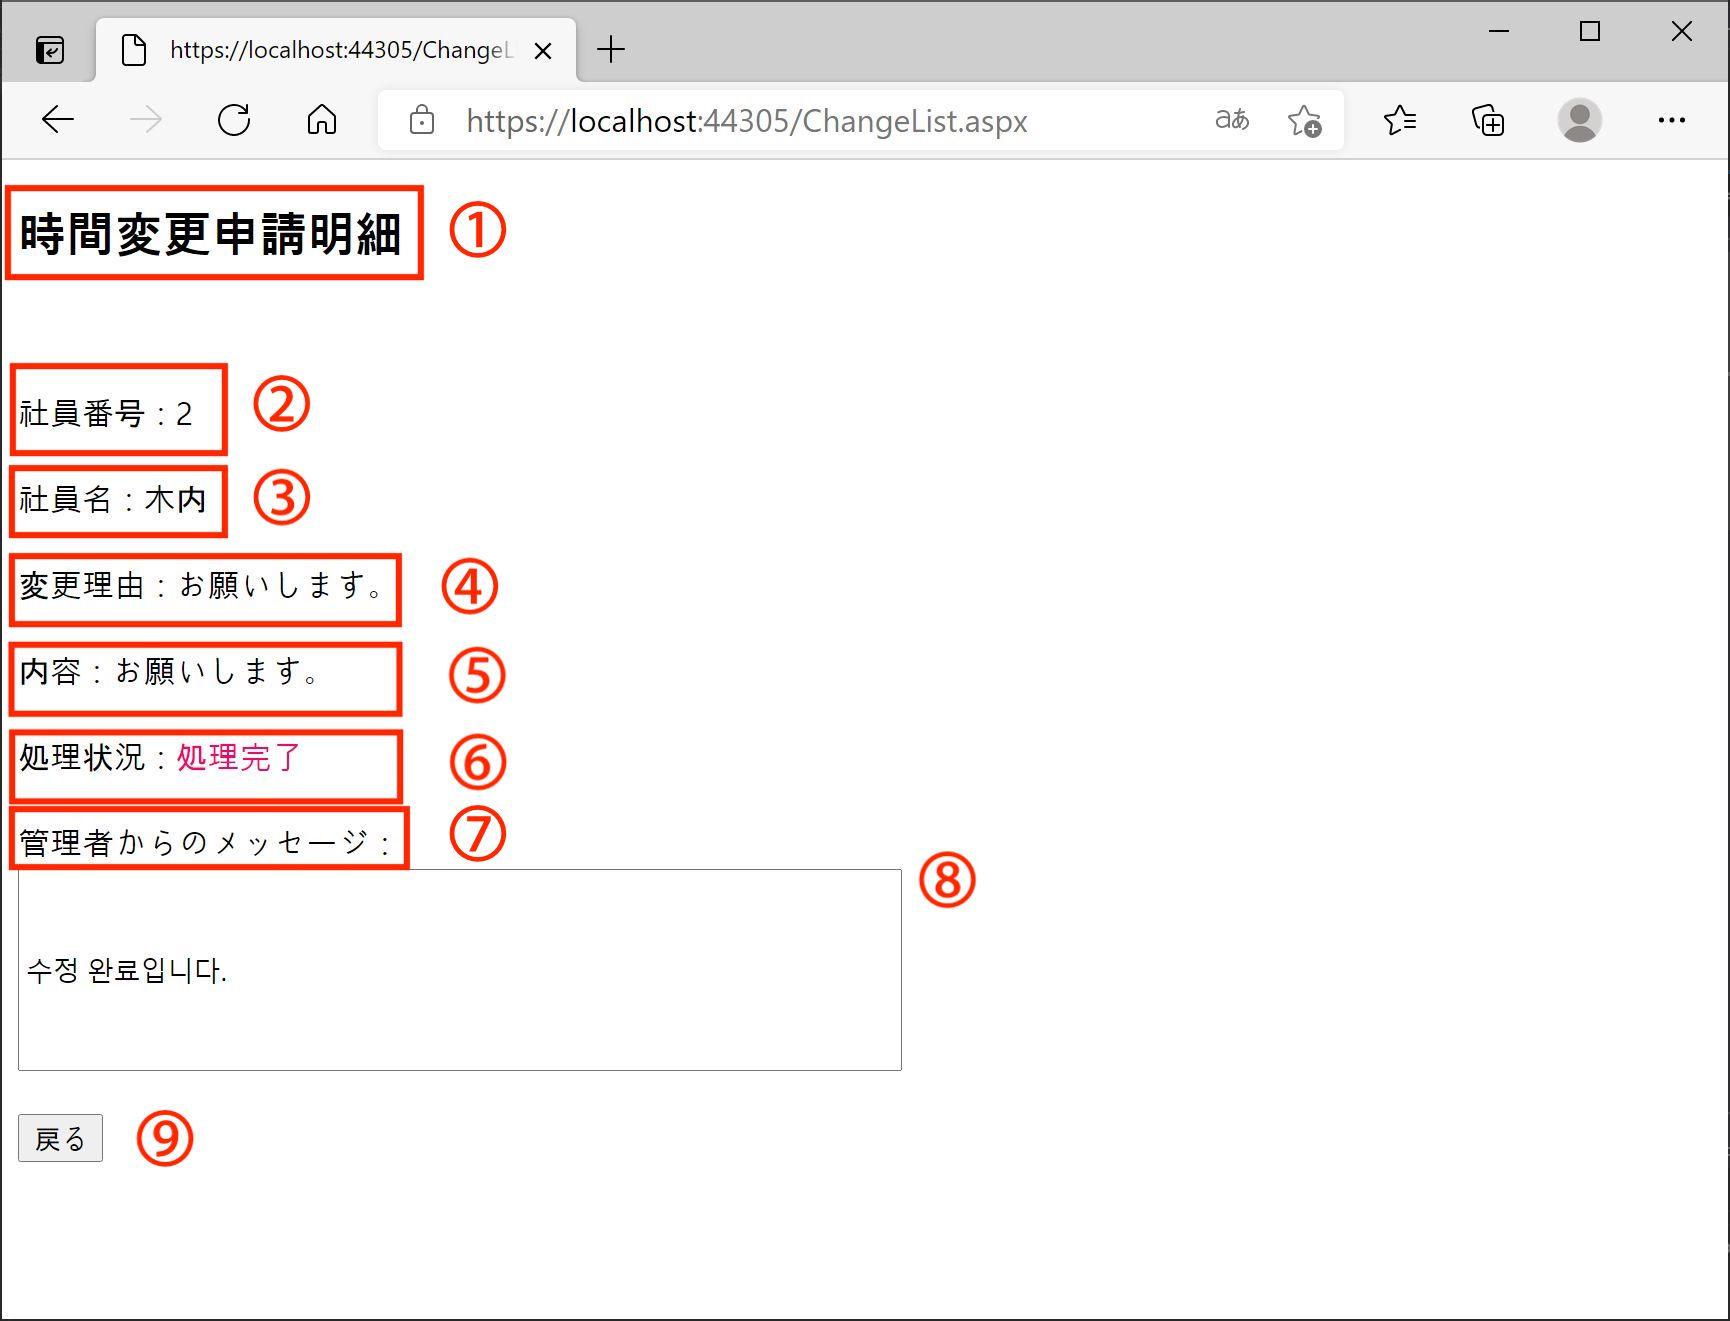 https://localhost:44305/ChangeL
https://localhost:44305/ChangeList.aspx
aあ
時間変更申請明細 ①
社員番号：2 ②
社員名：木内 ③
変更理由：お願いします。 ④
内容：お願いします。 ⑤
処理状況：処理完了 ⑥
管理者からのメッセージ： ⑦
⑧
수정 완료입니다.
戻る ⑨